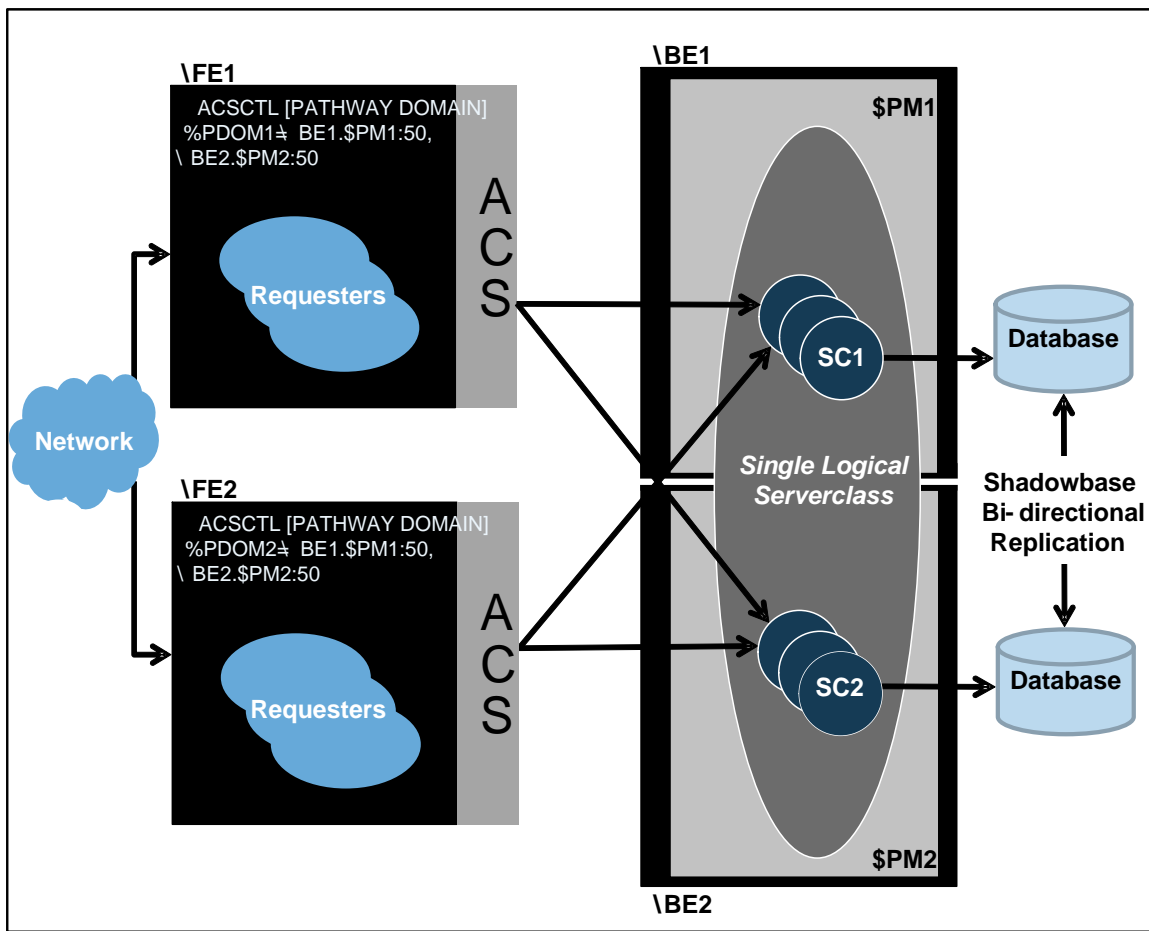 \FE1
ACSCTL [PATHWAY DOMAIN]
%PDOM1=\ BE1.$PM1:50,
\ BE2.$PM2:50
Requesters
A
C
S
Network
\FE2
ACSCTL [PATHWAY DOMAIN]
%PDOM2=\ BE1.$PM1:50,
\ BE2.$PM2:50
Requesters
A
C
S
\BE1
$PM1
SC1
Single Logical
Serverclass
SC2
$PM2
\BE2
Database
Shadowbase
Bi- directional
Replication
Database